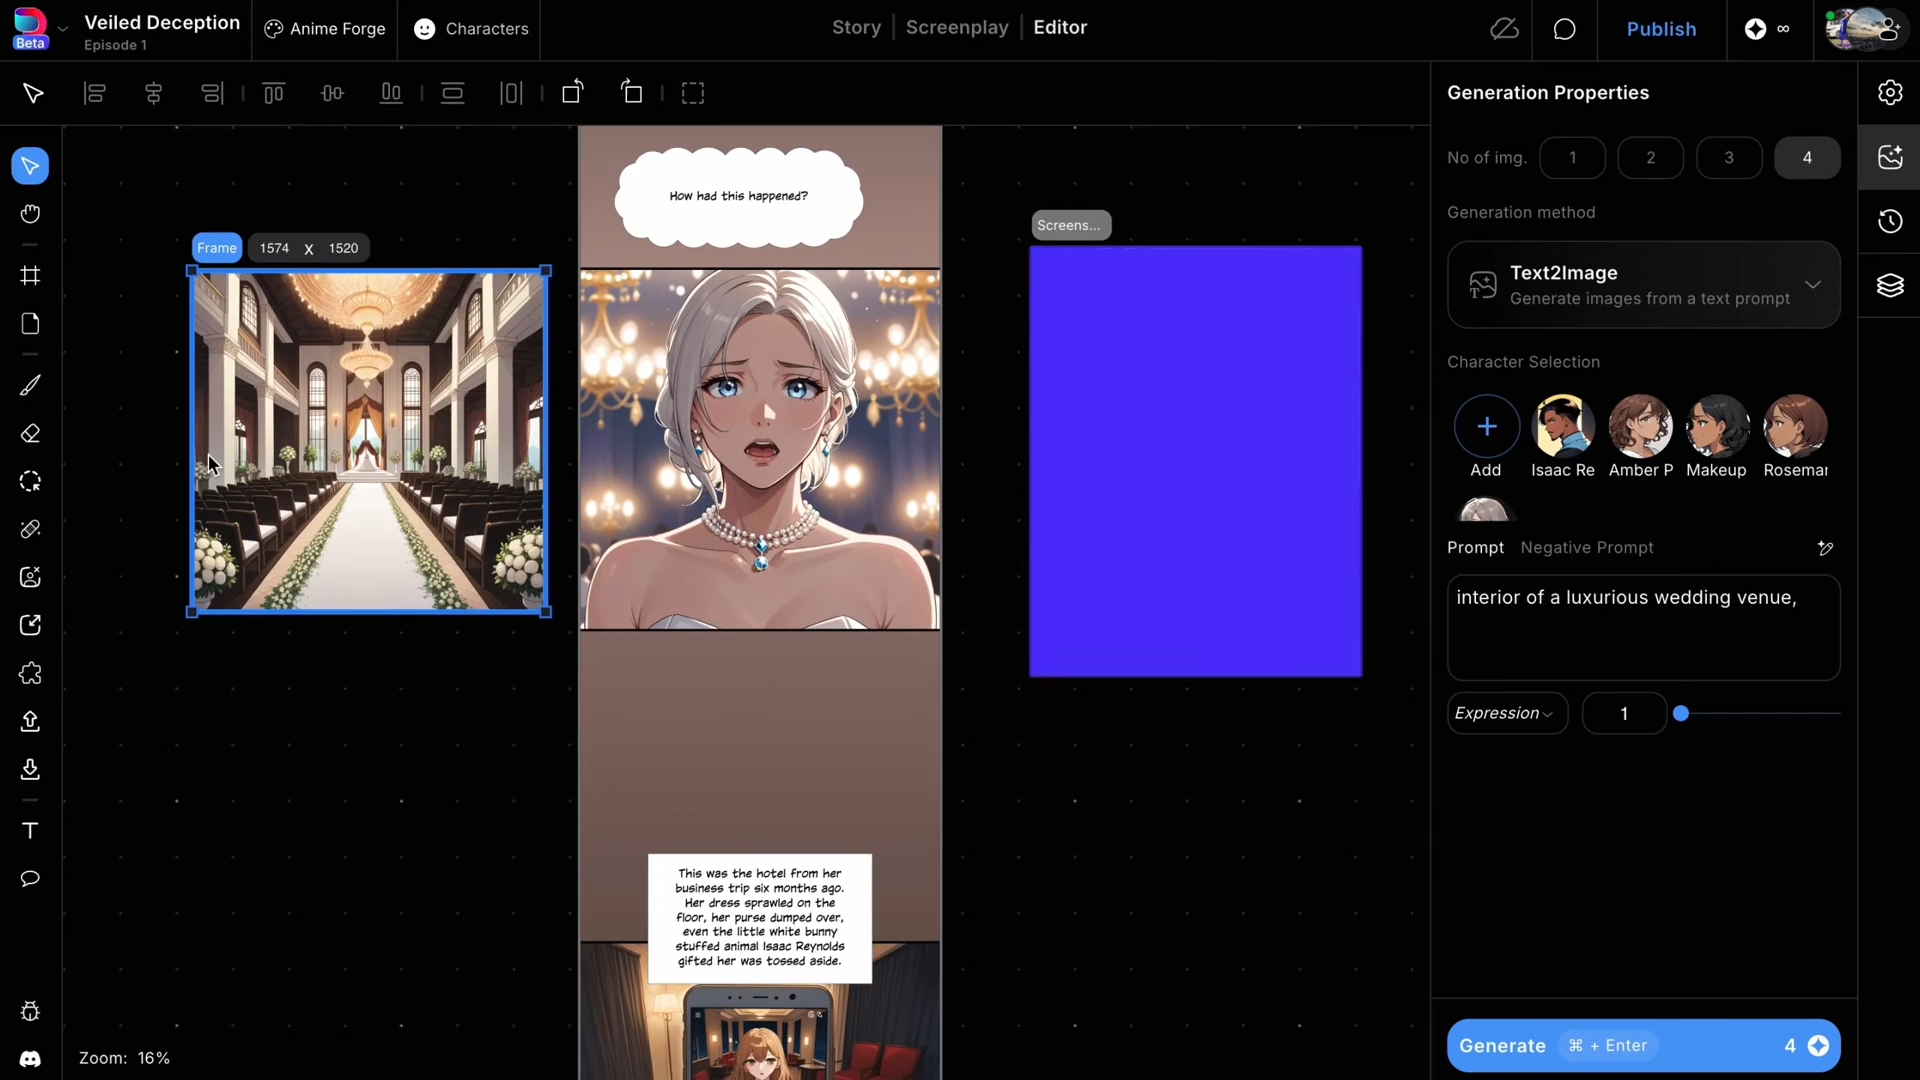 Beta
Veiled Deception
Episode 1
Anime Forge
Characters
Story
Screenplay
Editor
Publish
∞
Generation Properties
No of img.
1
2
3
4
Generation method
Text2Image
Generate images from a text prompt
Character Selection
Add
Isaac Re
Amber P
Makeup
Rosemar
Prompt
Negative Prompt
interior of a luxurious wedding venue,
Expression
1
Generate
⌘ + Enter
4
Frame
1574 x 1520
How had this happened?
Screens...
This was the hotel from her
business trip six months ago.
Her dress sprawled on the
floor, her purse dumped over,
even the little white bunny
stuffed animal Isaac Reynolds
gifted her was tossed aside.
Zoom: 16%